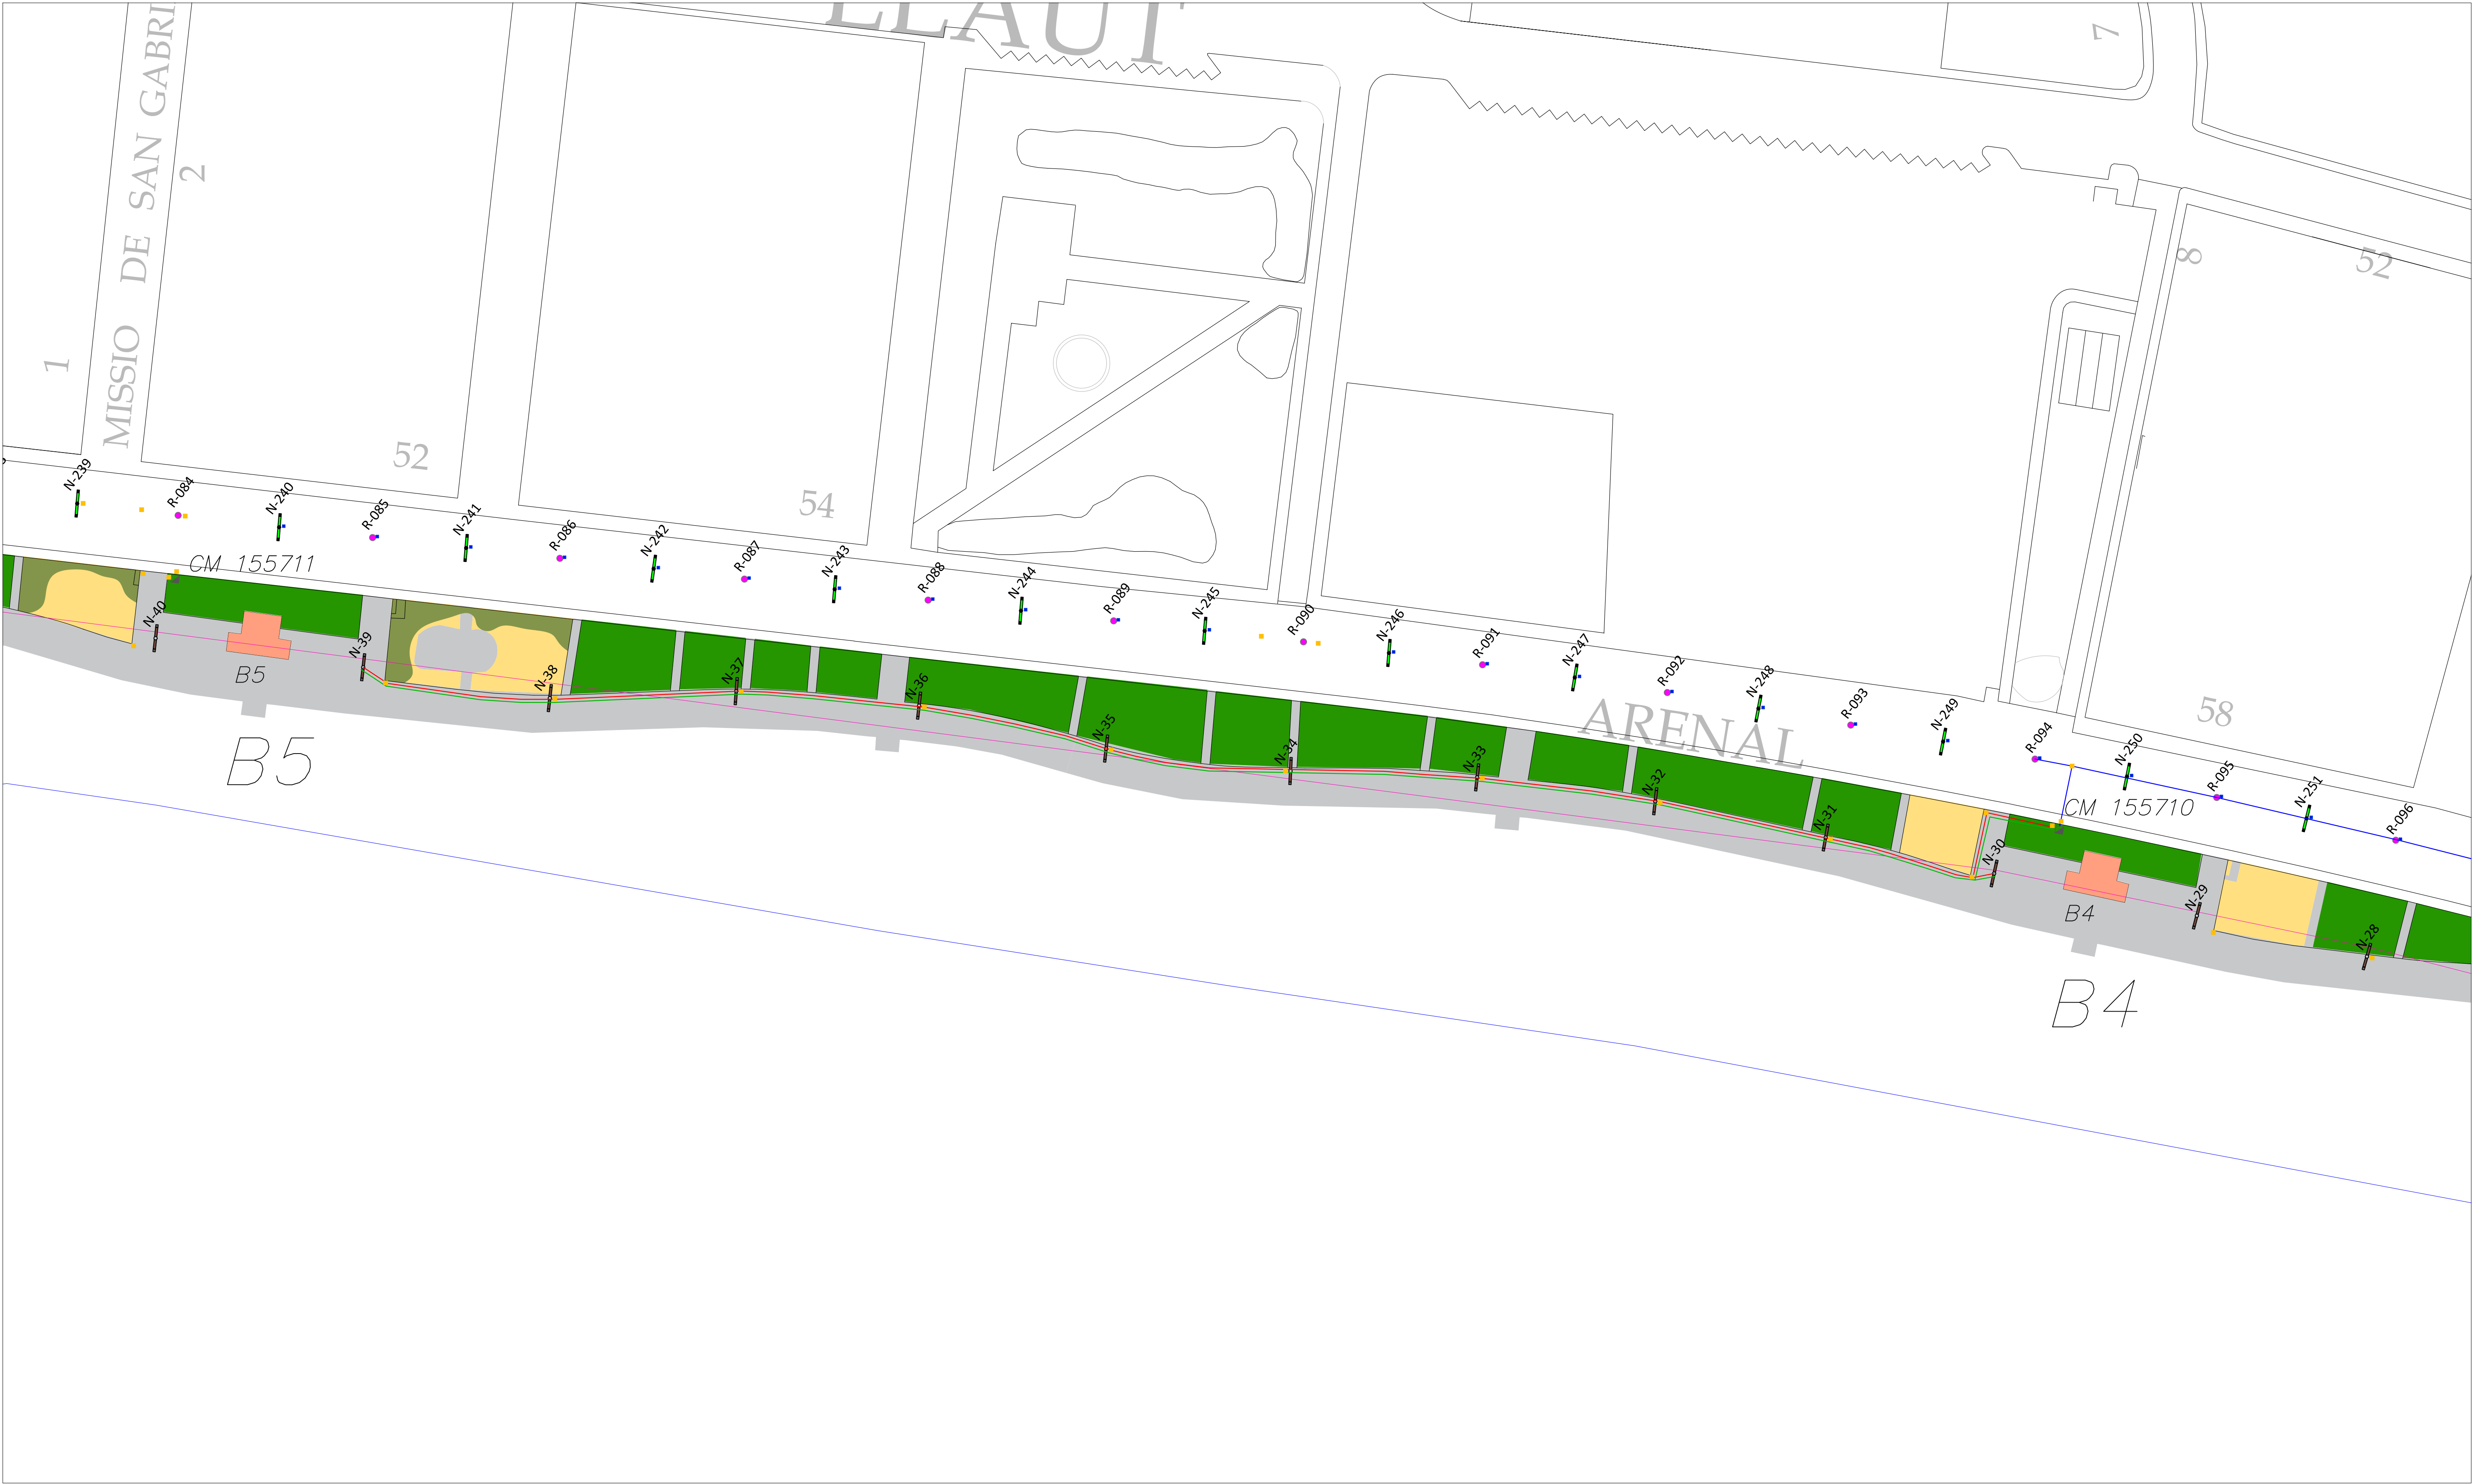 LLAUT
MISSIO DE SAN GABRI
1
2
52
54
7
8
52
58
N-239
R-084
N-240
R-085
N-241
R-086
N-242
R-087
N-243
R-088
N-244
R-089
N-245
R-090
N-246
R-091
N-247
R-092
N-248
R-093
N-249
R-094
N-250
R-095
N-251
R-096
CM 155711
ARENAL
CM 155710
N-40
N-39
N-38
N-37
N-36
N-35
N-34
N-33
N-32
N-31
N-30
N-29
N-28
B5
B5
B4
B4